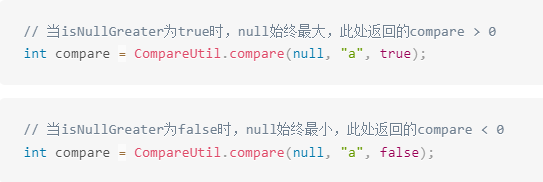 // 当isNullGreater为true时，null始终最大，此处返回的compare > 0
int compare = CompareUtil.compare(null, "a", true);
// 当isNullGreater为false时，null始终最小，此处返回的compare < 0
int compare = CompareUtil.compare(null, "a", false);